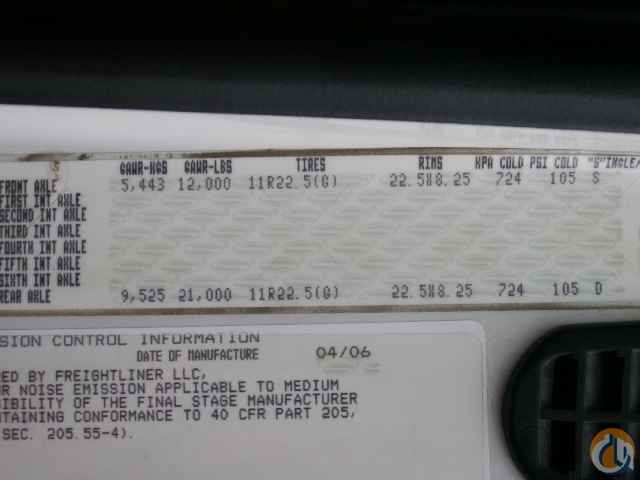 GAWR-KGS GAWR-LBS TIRES RIMS KPA COLD PSI COLD "S"INGLE/
FRONT AXLE 5,443 12,000 11R22.5(G) 22.5X8.25 724 105 S
FIRST INT AXLE
SECOND INT AXLE
THIRD INT AXLE
FOURTH INT AXLE
FIFTH INT AXLE
SIXTH INT AXLE
REAR AXLE 9,525 21,000 11R22.5(G) 22.5X8.25 724 105 D
SION CONTROL INFORMATION
DATE OF MANUFACTURE 04/06
RED BY FREIGHTLINER LLC,
OR NOISE EMISSION APPLICABLE TO MEDIUM
SIBILITY OF THE FINAL STAGE MANUFACTURER
NTAINING CONFORMANCE TO 40 CFR PART 205,
SEC. 205.55-4).